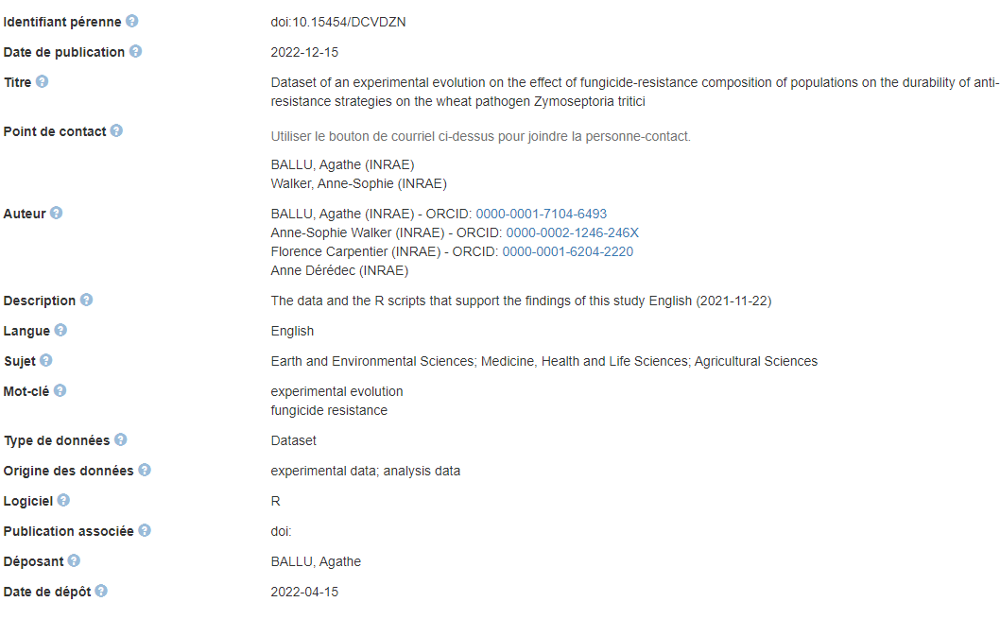 Identifiant pérenne doi:10.15454/DCVDZN
Date de publication 2022-12-15
Titre Dataset of an experimental evolution on the effect of fungicide-resistance composition of populations on the durability of anti-
resistance strategies on the wheat pathogen Zymoseptoria tritici
Point de contact Utiliser le bouton de courriel ci-dessus pour joindre la personne-contact.
BALLU, Agathe (INRAE)
Walker, Anne-Sophie (INRAE)
Auteur BALLU, Agathe (INRAE) - ORCID: 0000-0001-7104-6493
Anne-Sophie Walker (INRAE) - ORCID: 0000-0002-1246-246X
Florence Carpentier (INRAE) - ORCID: 0000-0001-6204-2220
Anne Dérédec (INRAE)
Description The data and the R scripts that support the findings of this study English (2021-11-22)
Langue English
Sujet Earth and Environmental Sciences; Medicine, Health and Life Sciences; Agricultural Sciences
Mot-clé experimental evolution
fungicide resistance
Type de données Dataset
Origine des données experimental data; analysis data
Logiciel R
Publication associée doi:
Déposant BALLU, Agathe
Date de dépôt 2022-04-15